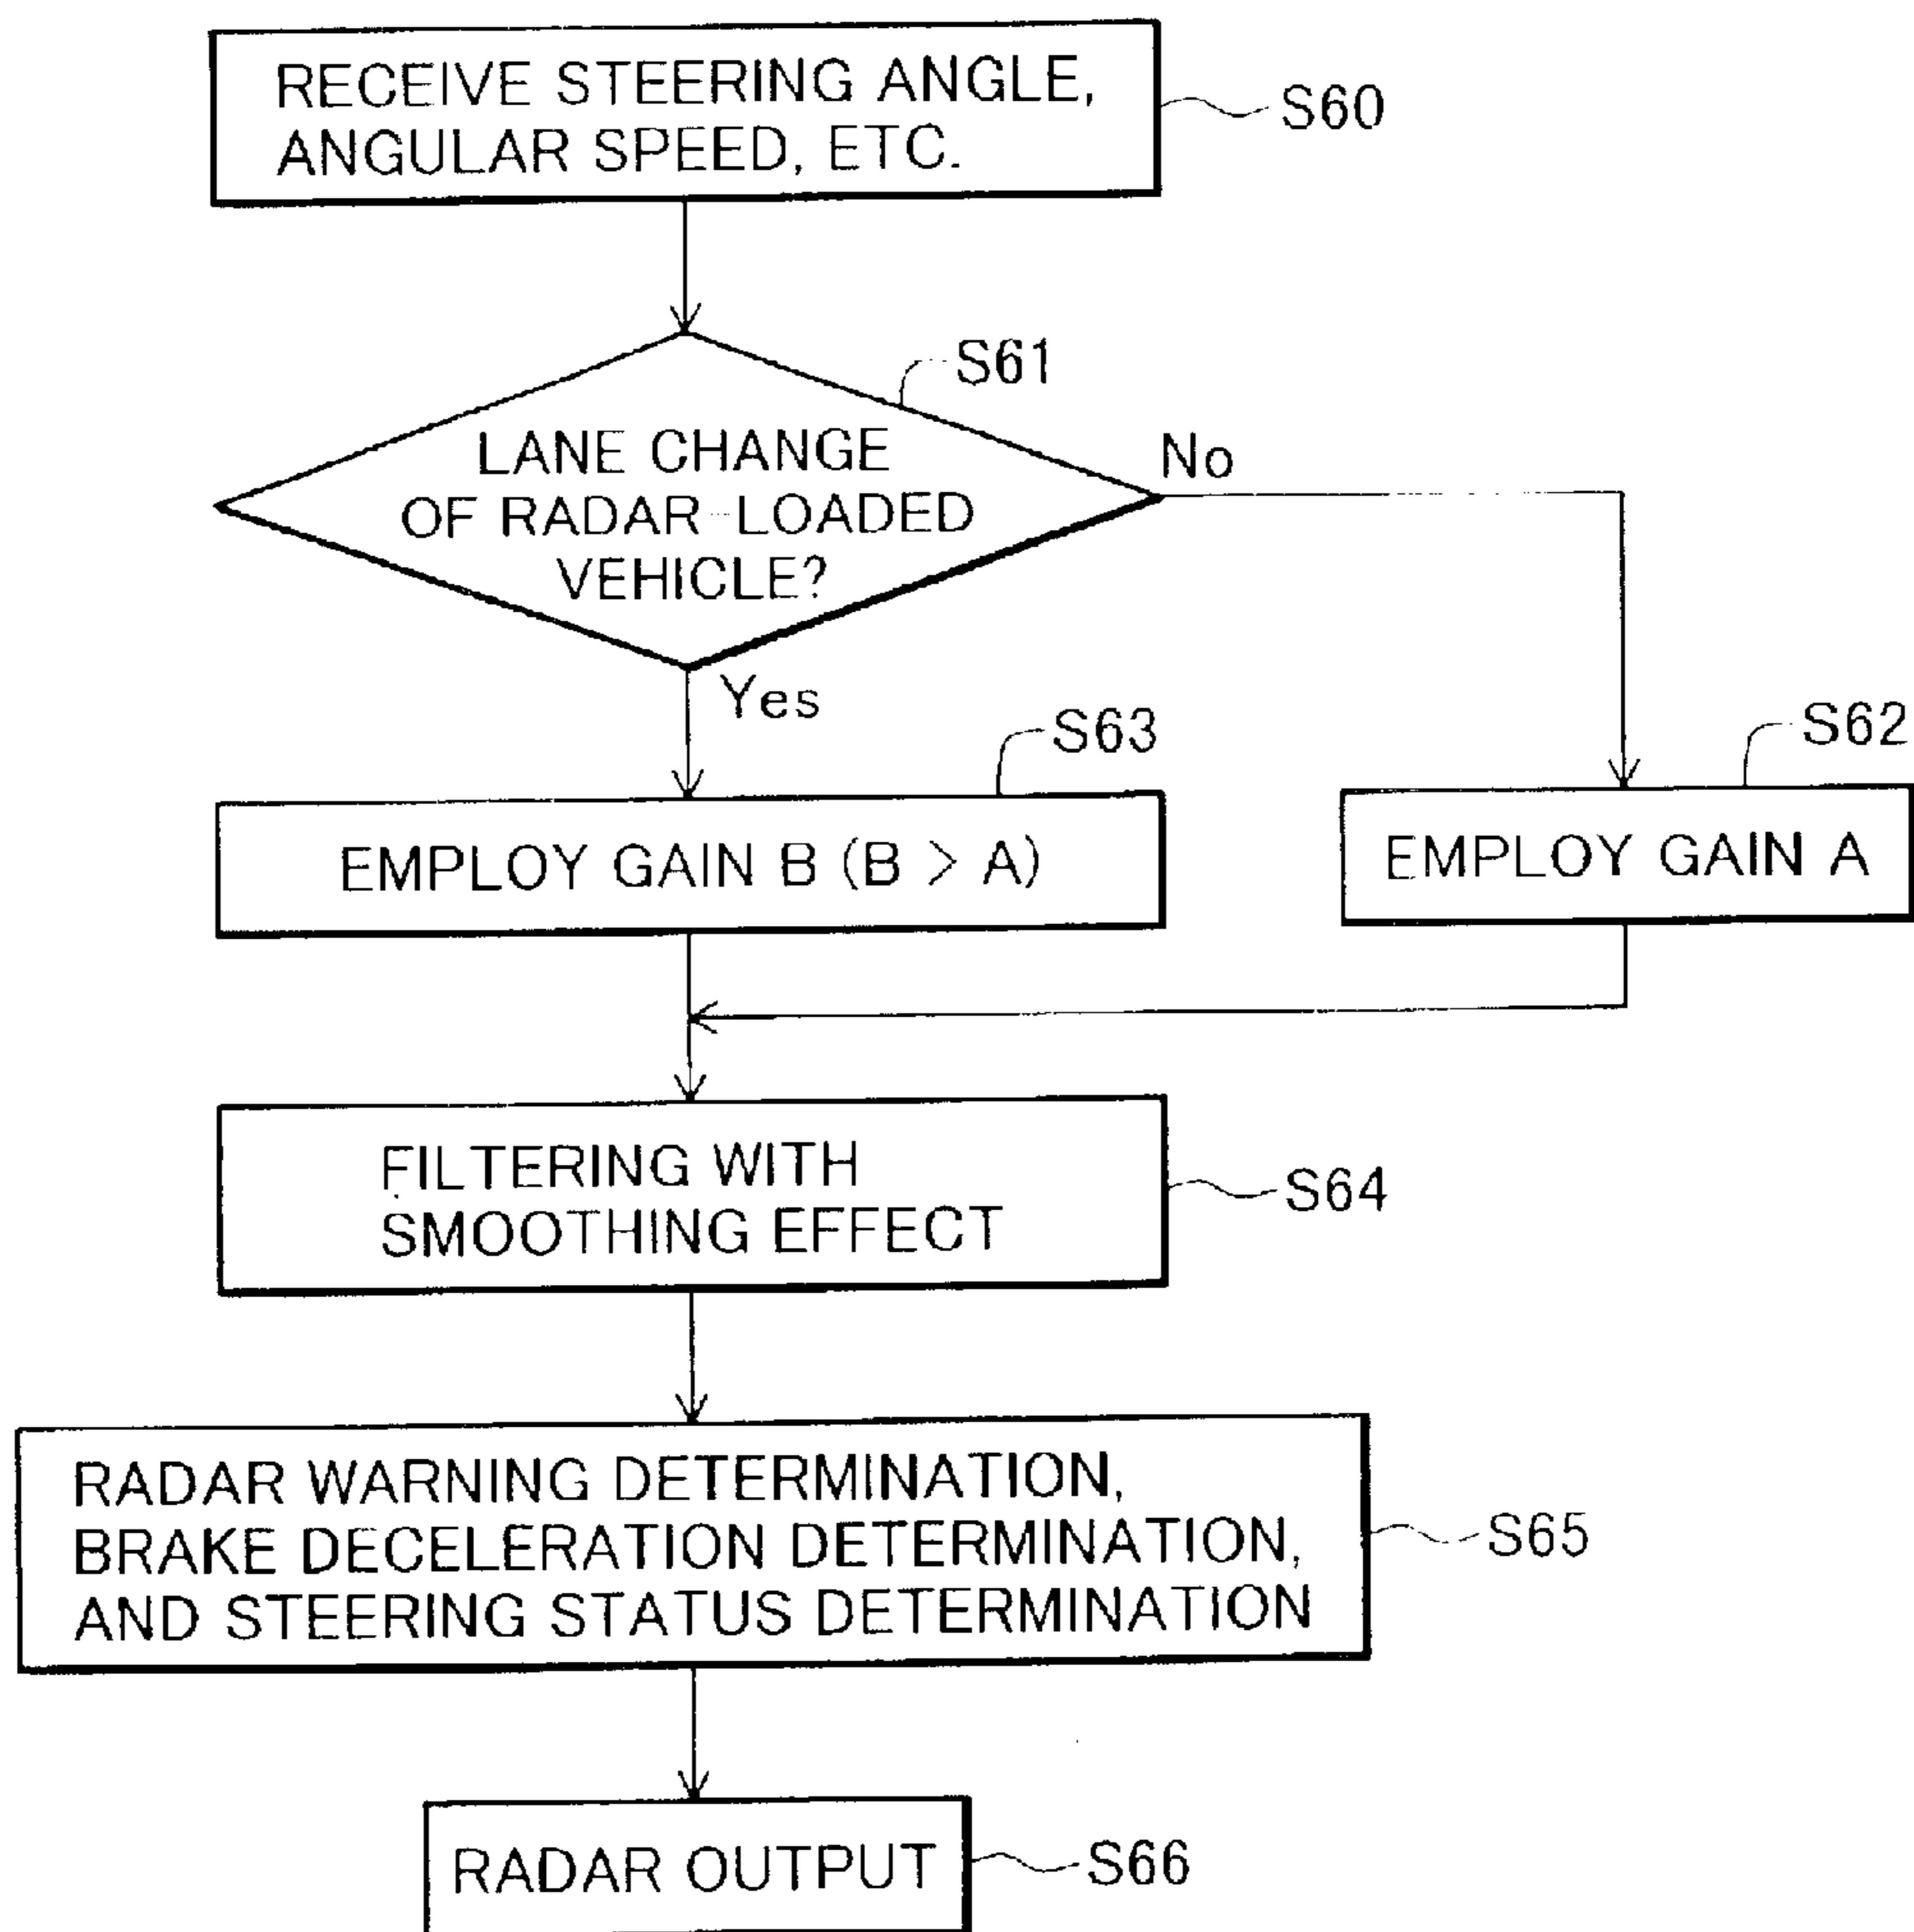 RECEIVE STEERING ANGLE,
ANGULAR SPEED, ETC.
S60
S61
LANE CHANGE
OF RADAR-LOADED
VEHICLE?
No
Yes
S63
S62
EMPLOY GAIN B (B > A)
EMPLOY GAIN A
FILTERING WITH
SMOOTHING EFFECT
S64
RADAR WARNING DETERMINATION,
BRAKE DECELERATION DETERMINATION,
AND STEERING STATUS DETERMINATION
S65
RADAR OUTPUT
S66